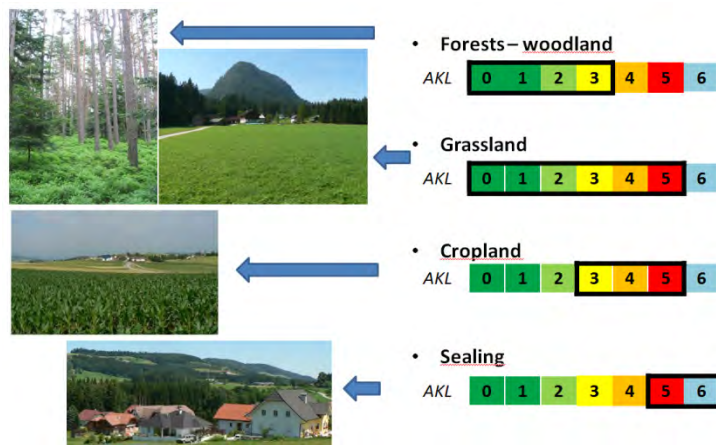 • Forests – woodland
AKL 0 1 2 3 4 5 6
• Grassland
AKL 0 1 2 3 4 5 6
• Cropland
AKL 0 1 2 3 4 5 6
• Sealing
AKL 0 1 2 3 4 5 6